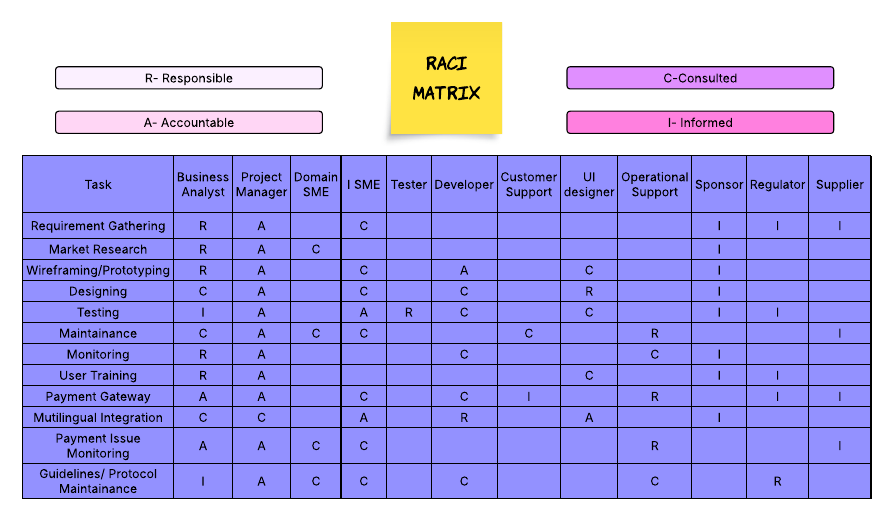 RACI
MATRIX
R- Responsible
C-Consulted
A- Accountable
I- Informed
Task Business Analyst Project Manager Domain SME I SME Tester Developer Customer Support UI designer Operational Support Sponsor Regulator Supplier
Requirement Gathering R A C I I I
Market Research R A C I
Wireframing/Prototyping R A C A C I
Designing C A C C R I
Testing I A A R C C I I
Maintainance C A C C C R I
Monitoring R A C C I
User Training R A C I I
Payment Gateway A A C C I R I I
Mutilingual Integration C C A R A I
Payment Issue Monitoring A A C C R I
Guidelines/ Protocol Maintainance I A C C C C R